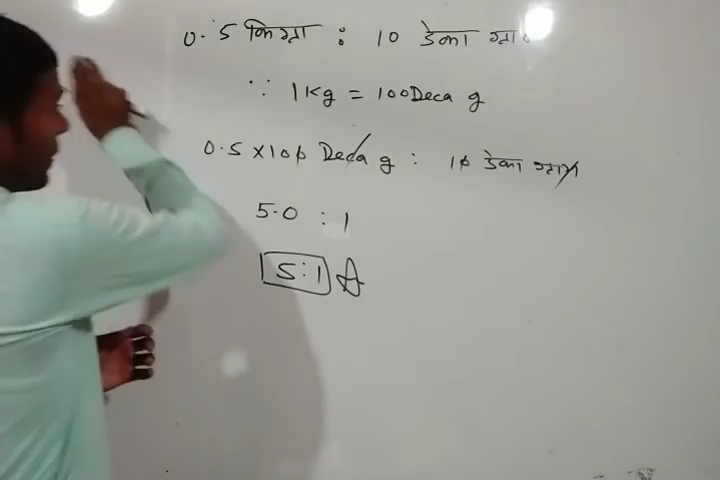 0.5 किग्रा : 10 डेका ग्राम
∵ 1Kg = 100Deca g
0.5 × 100 Deca g : 10 डेका ग्राम
5.0 : 1
5:1 A